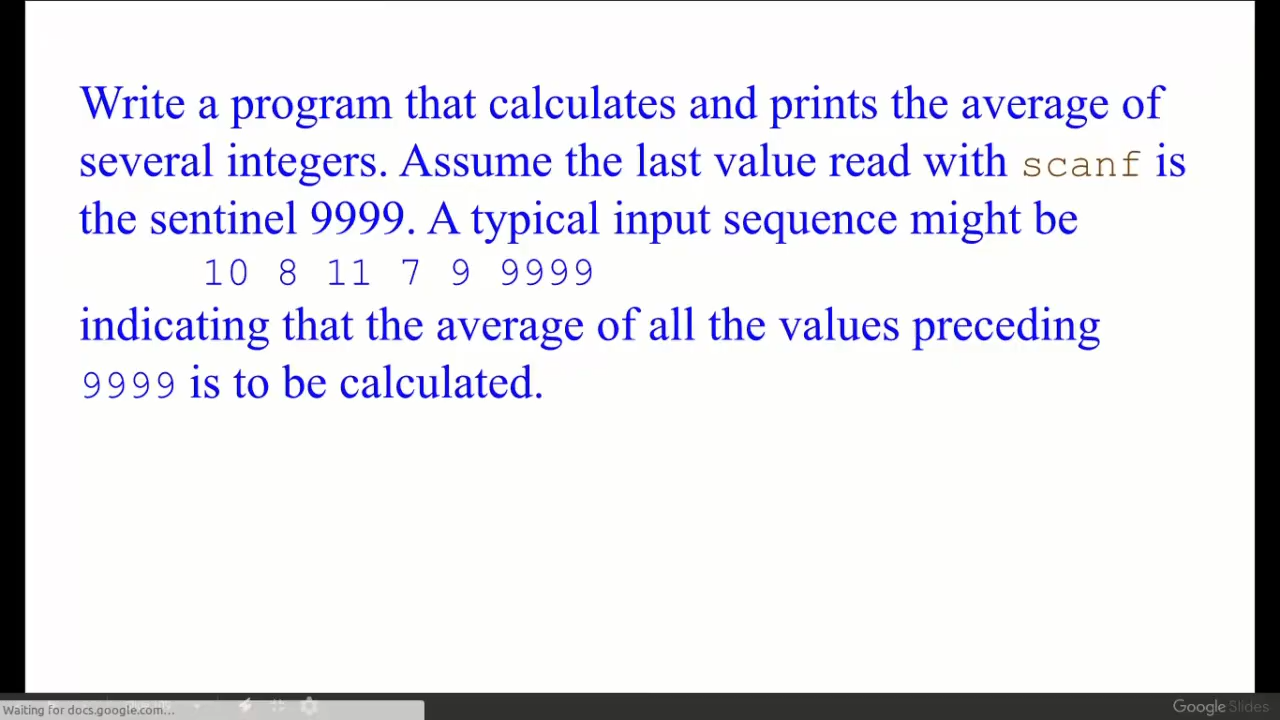 Write a program that calculates and prints the average of
several integers. Assume the last value read with scanf is
the sentinel 9999. A typical input sequence might be
10 8 11 7 9 9999
indicating that the average of all the values preceding
9999 is to be calculated.
Waiting for docs.google.com...
Google Slides